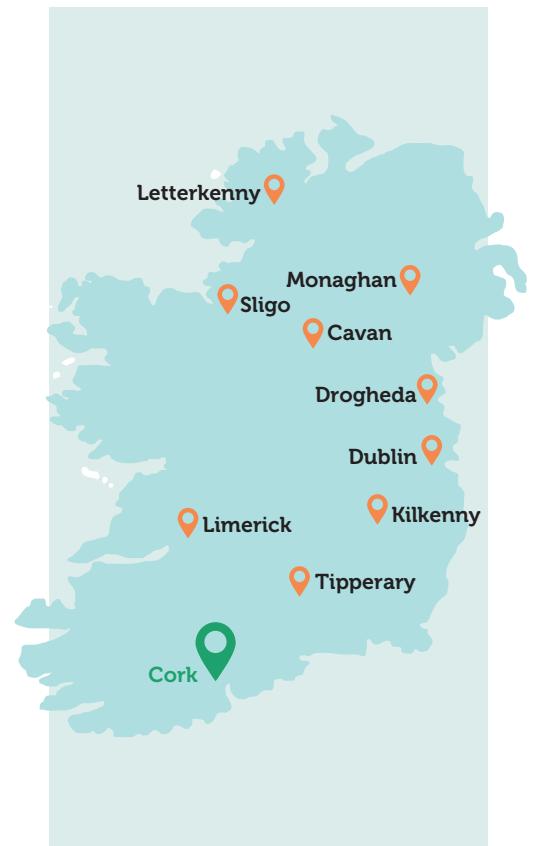 Letterkenny
Monaghan
Sligo
Cavan
Drogheda
Dublin
Kilkenny
Limerick
Tipperary
Cork